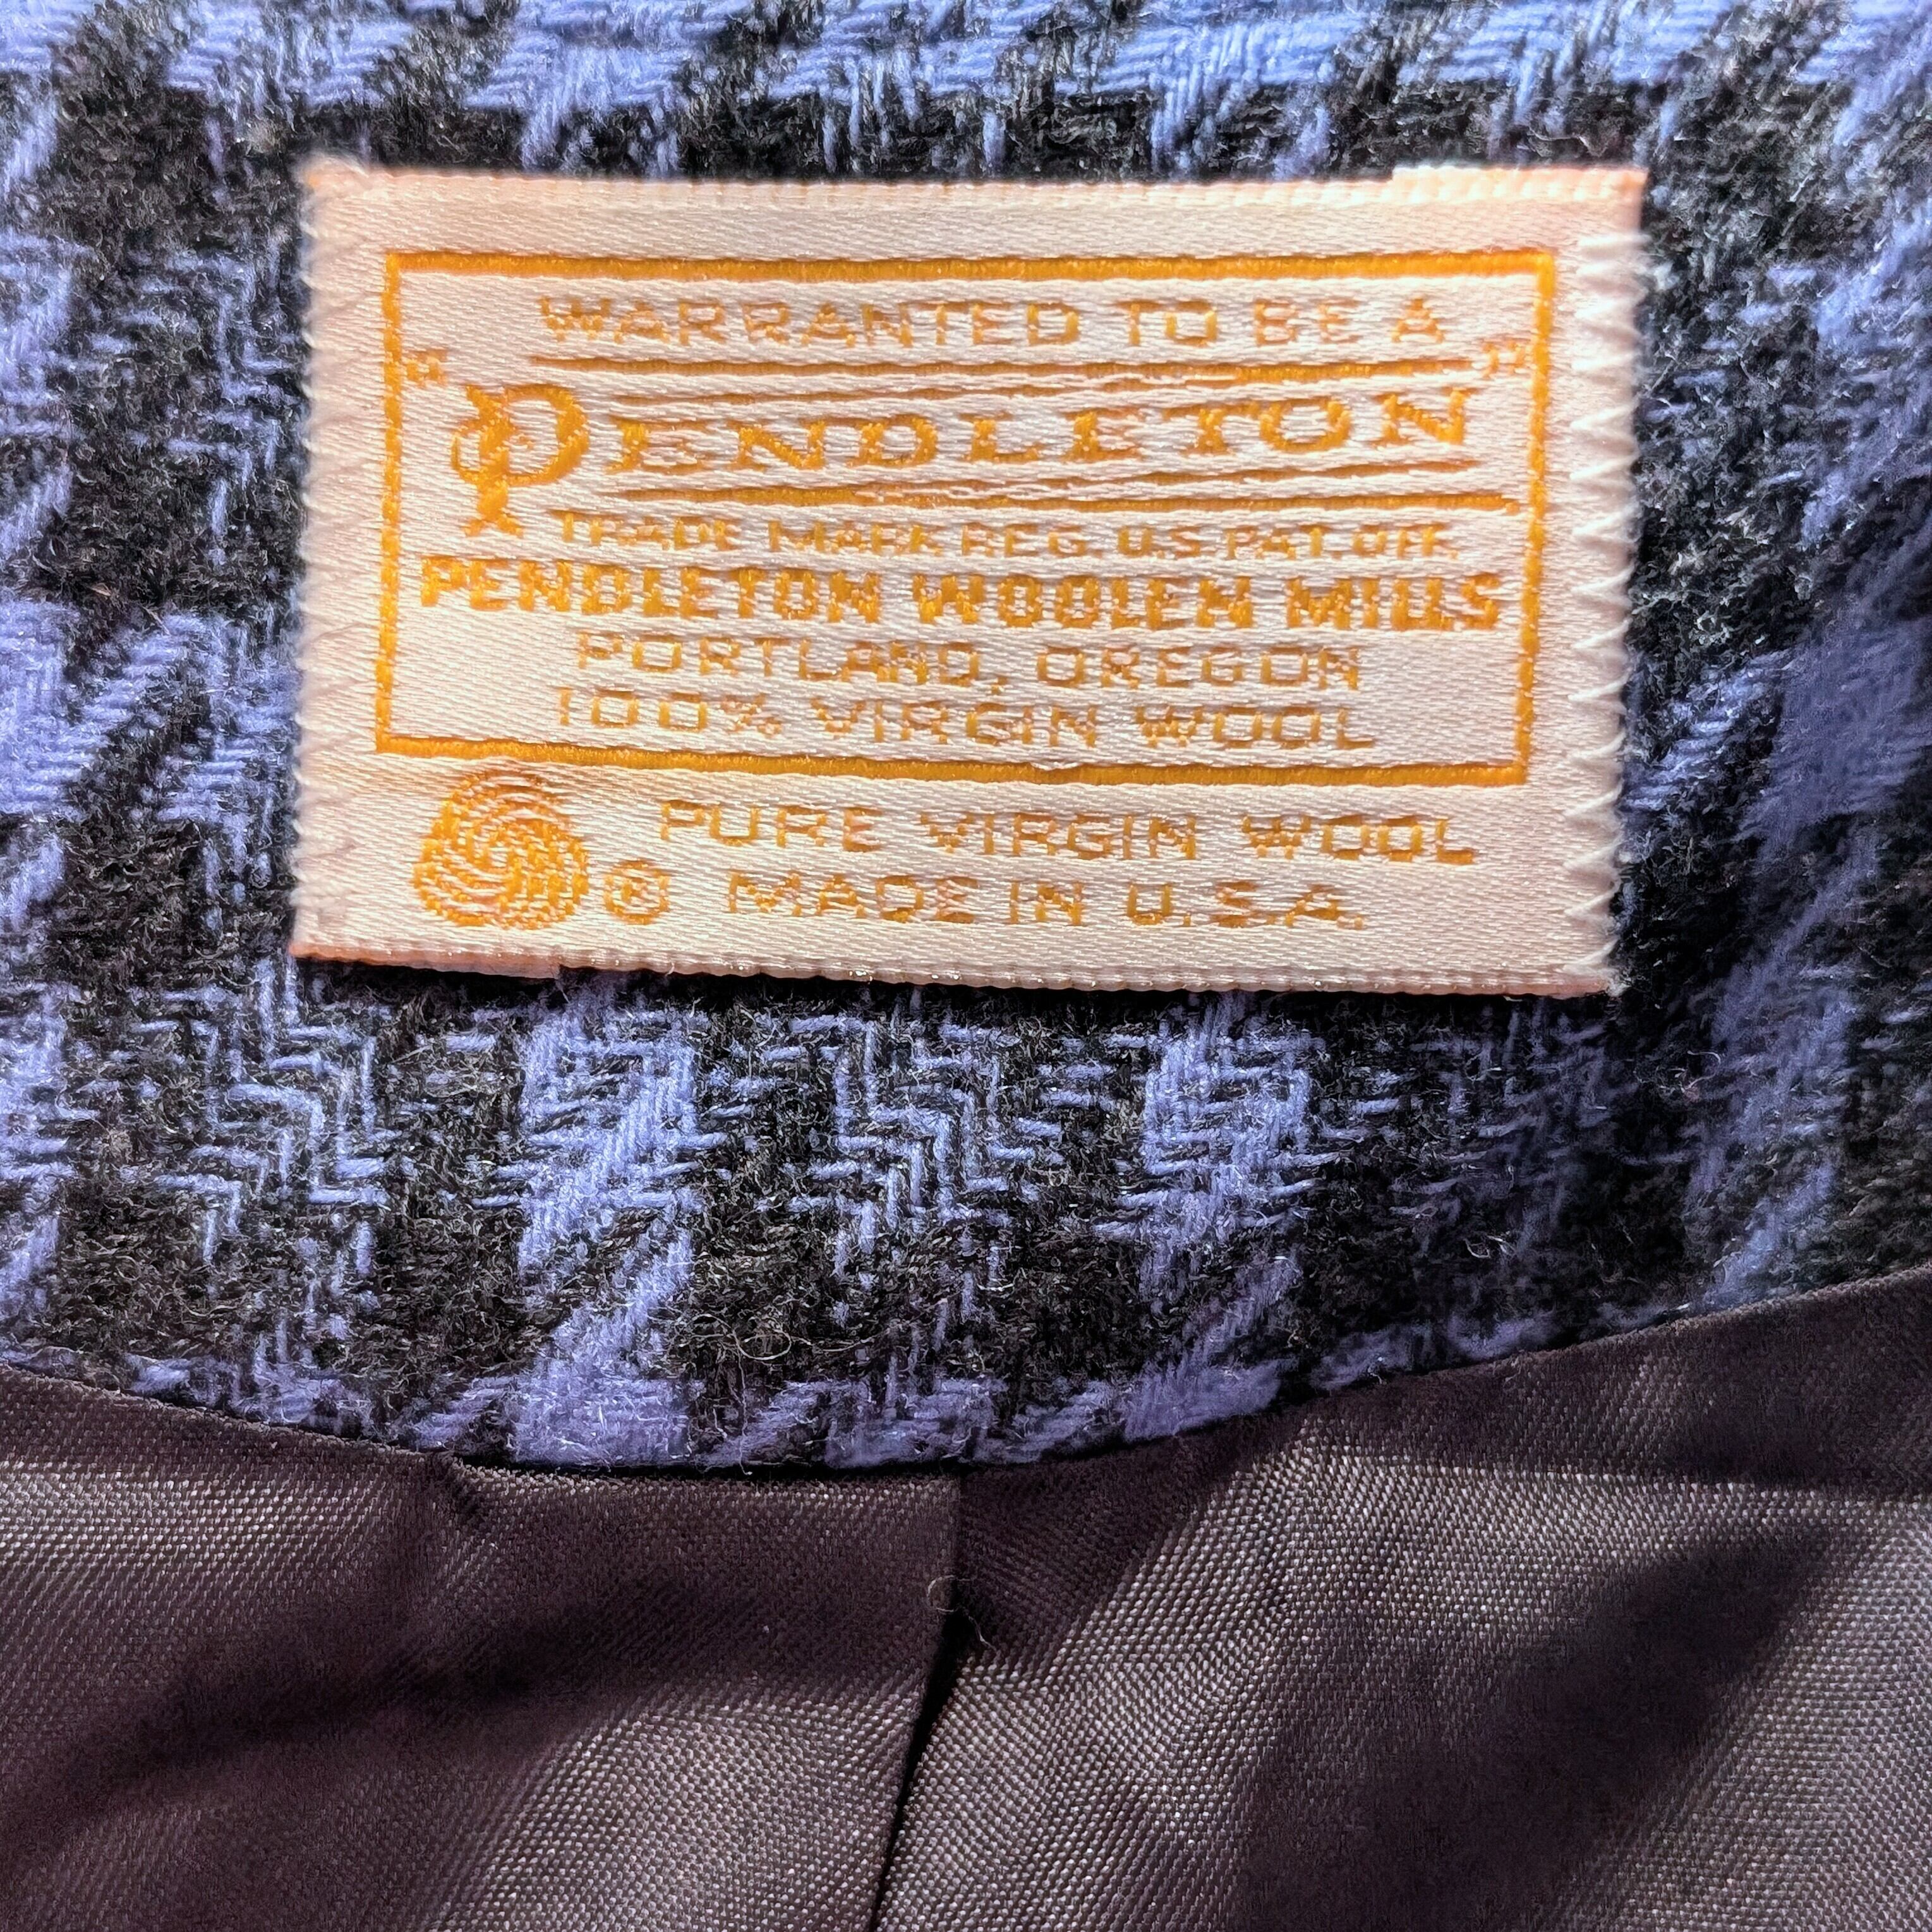 WARRANTED TO BE A
"PENDLETON"
TRADE MARK REG. U.S. PAT. OFF.
PENDLETON WOOLEN MILLS
PORTLAND, OREGON
100% VIRGIN WOOL
® PURE VIRGIN WOOL
MADE IN U.S.A.